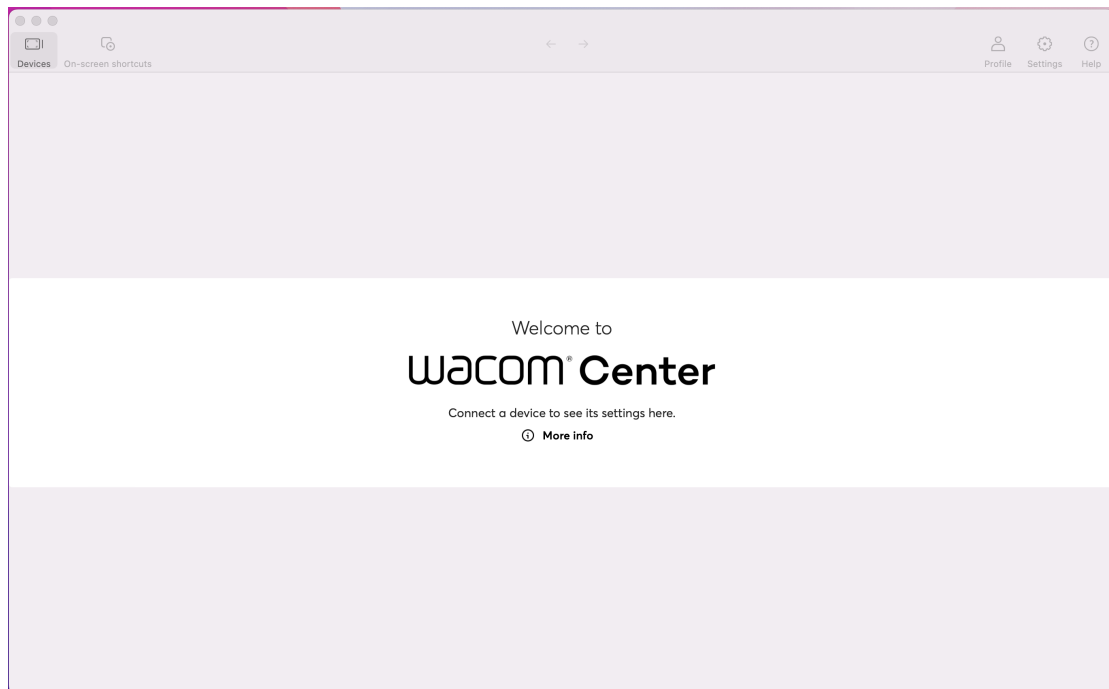 Devices
On-screen shortcuts
Profile
Settings
Help
Welcome to
wacom® Center
Connect a device to see its settings here.
More info